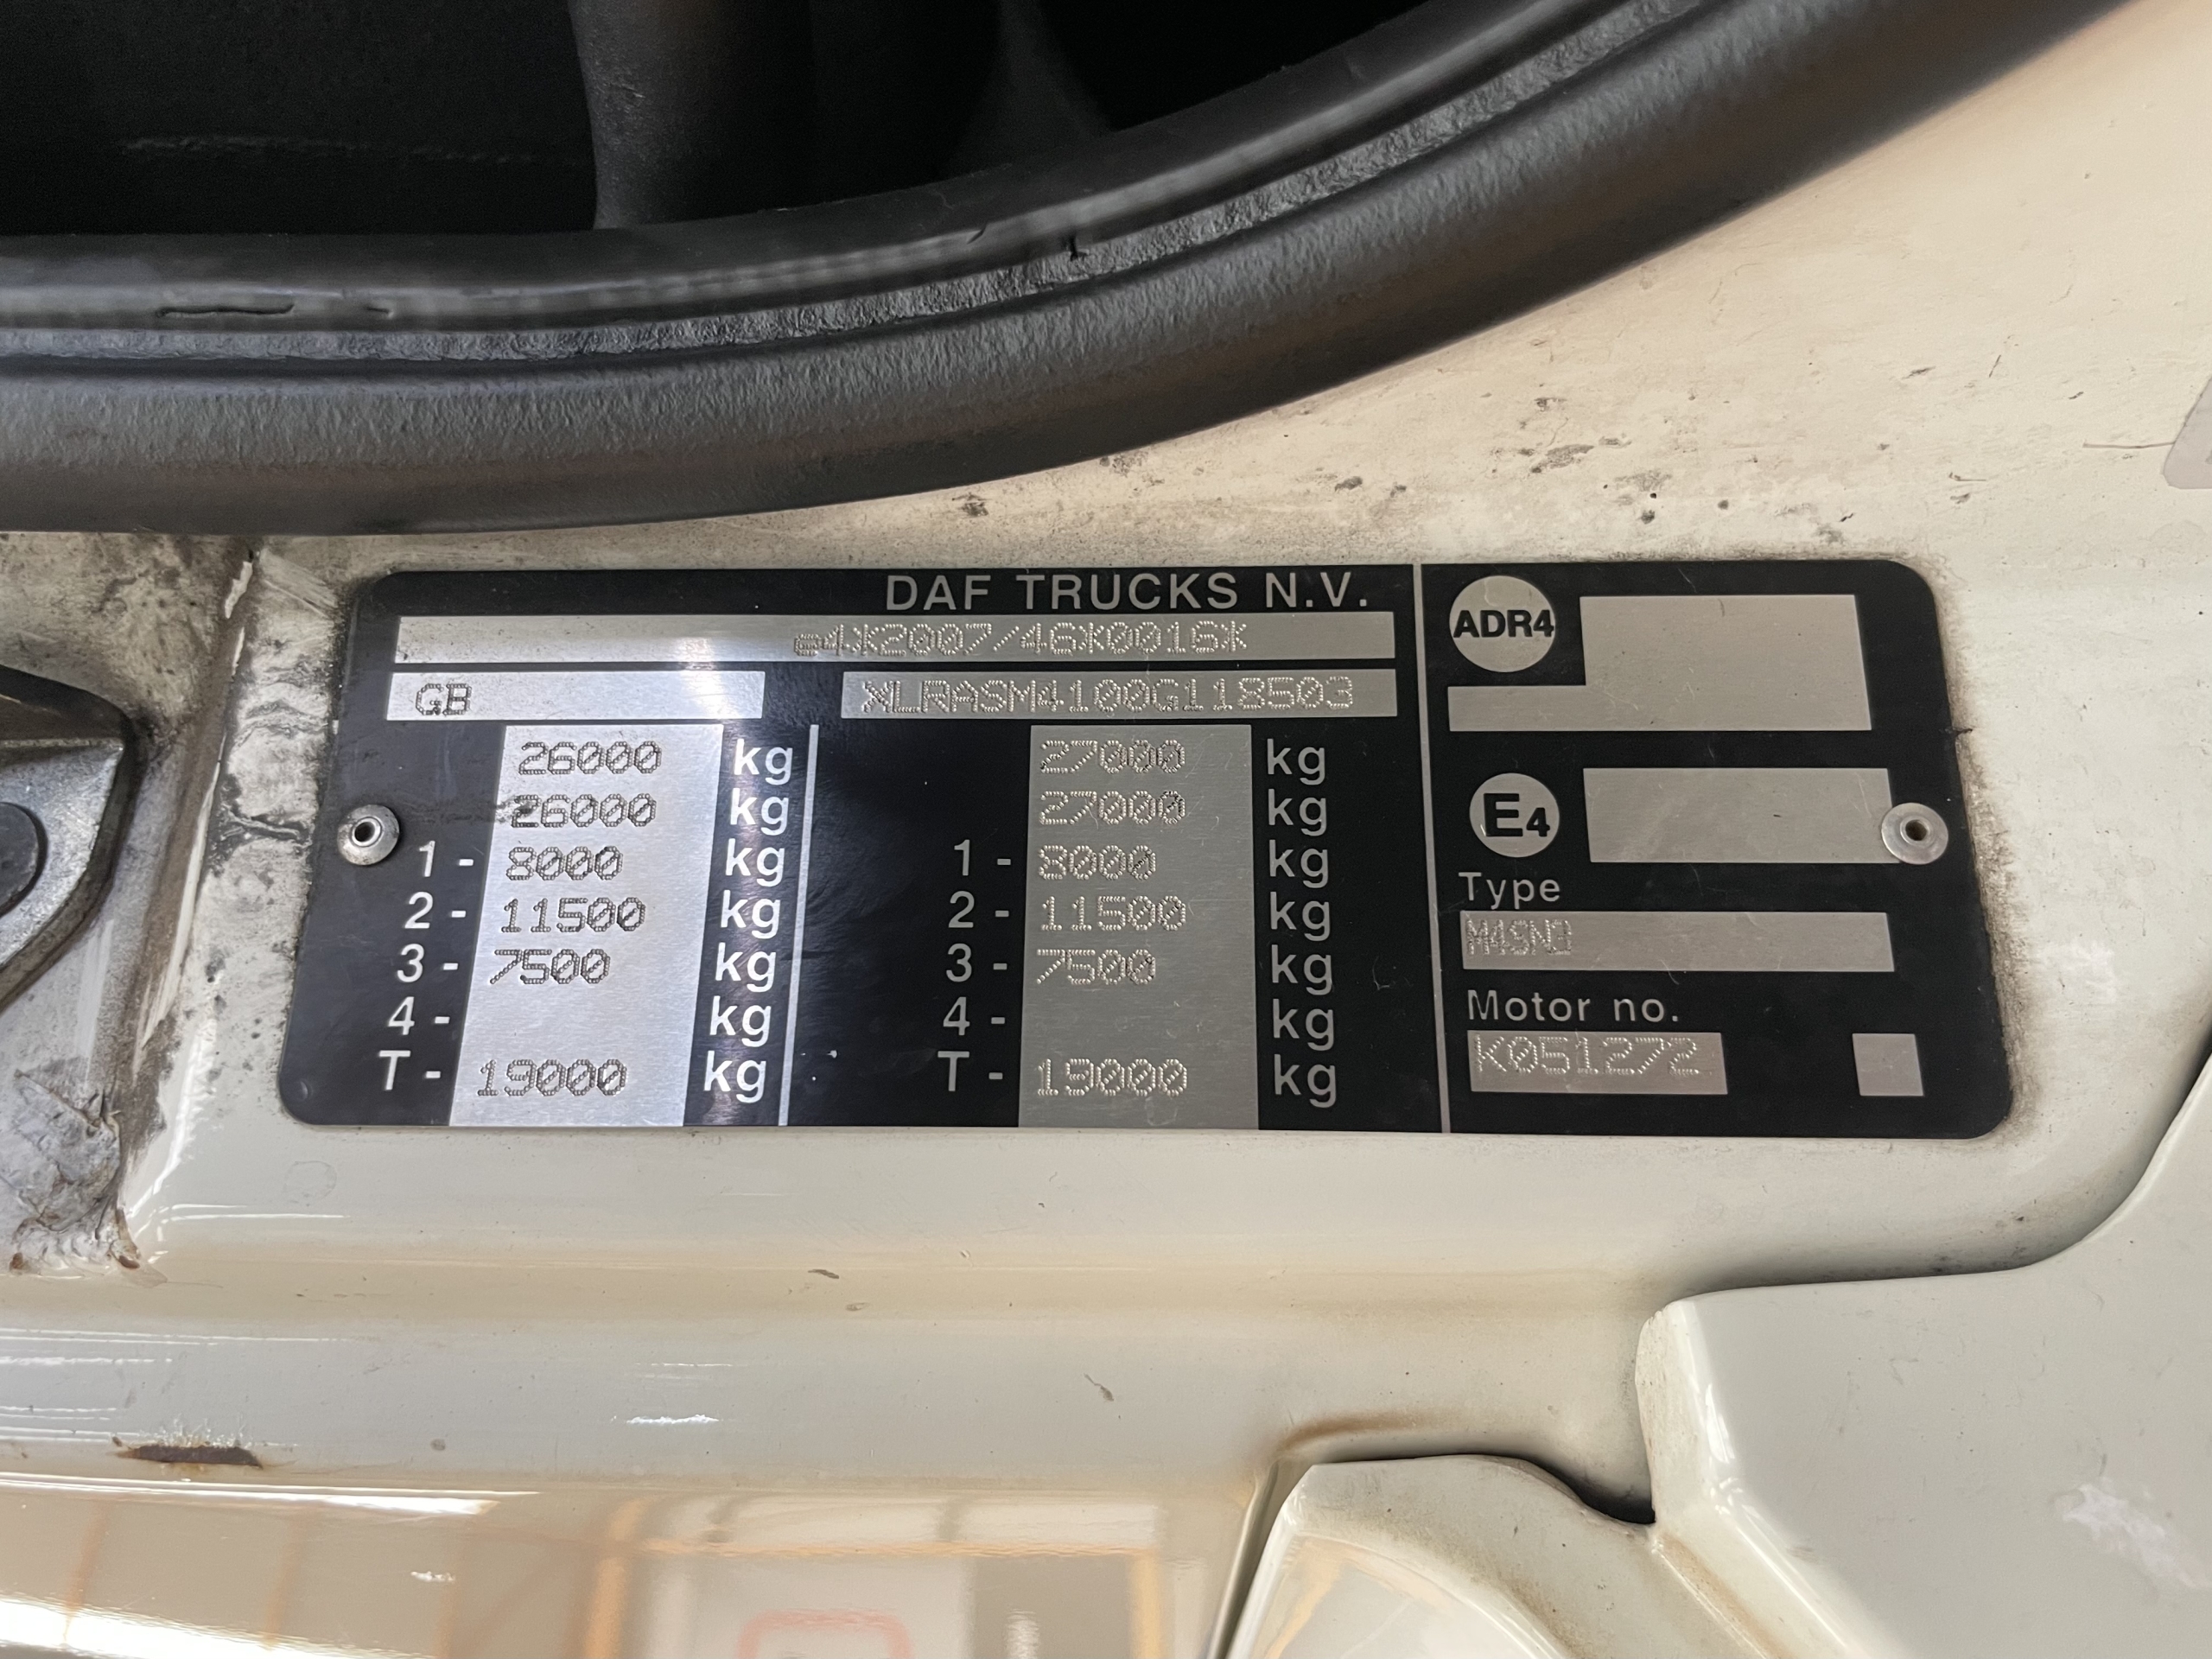 DAF TRUCKS N.V.
e4*2007/46*0016*
GB XLRASM4100G118503
26000 kg 27000 kg
26000 kg 27000 kg
1 - 8000 kg 1 - 8000 kg
2 - 11500 kg 2 - 11500 kg
3 - 7500 kg 3 - 7500 kg
4 - kg 4 - kg
T - 19000 kg T - 19000 kg
ADR4
E4
Type
M4SN3
Motor no.
K051272